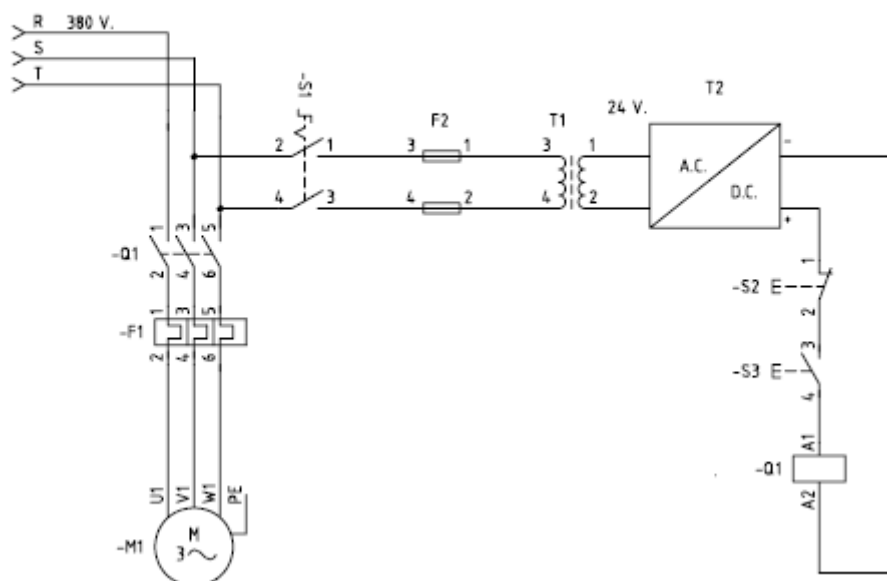 R 380 V.
S
T
-S1
F2
T1
24 V.
T2
2 1 3 1 3 1
A.C.
-
4 3 4 2 4 2
D.C.
+
1 3 5
-Q1
2 4 6
1
-S2
2
1 3 5
-F1
2 4 6
3
-S3
4
A1
-Q1
A2
U1 V1 W1 PE
-M1
M
3